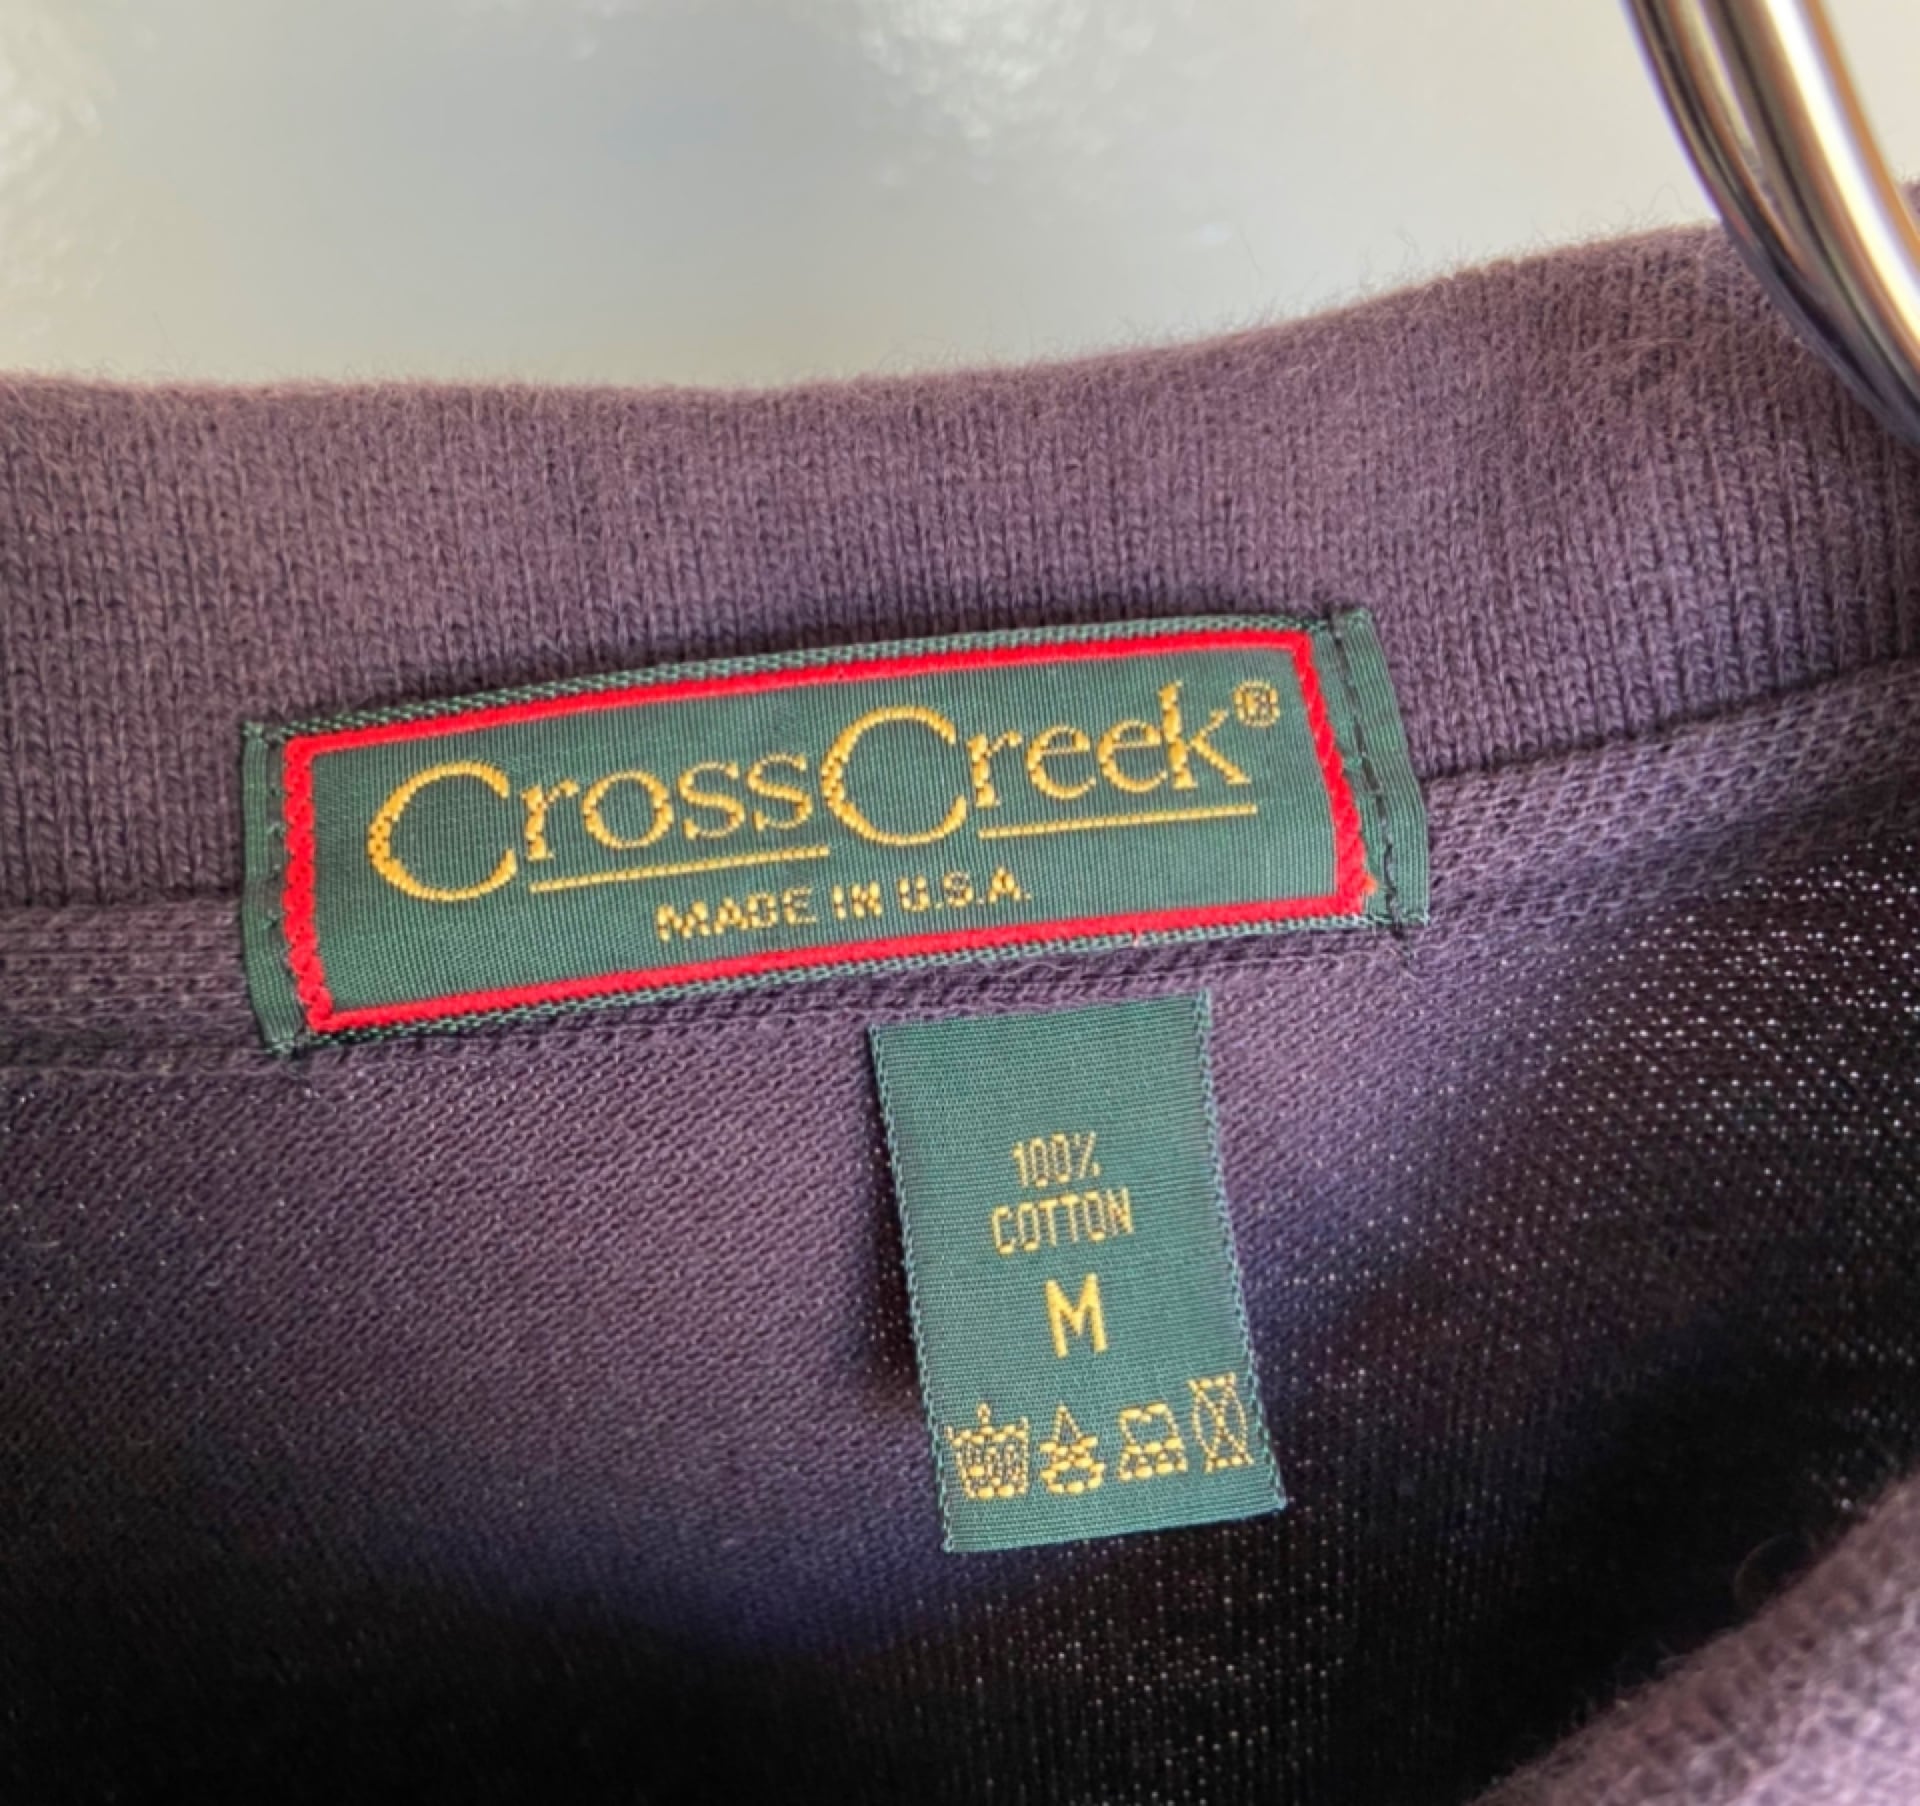 CrossCreek®
MADE IN U.S.A.
100%
COTTON
M